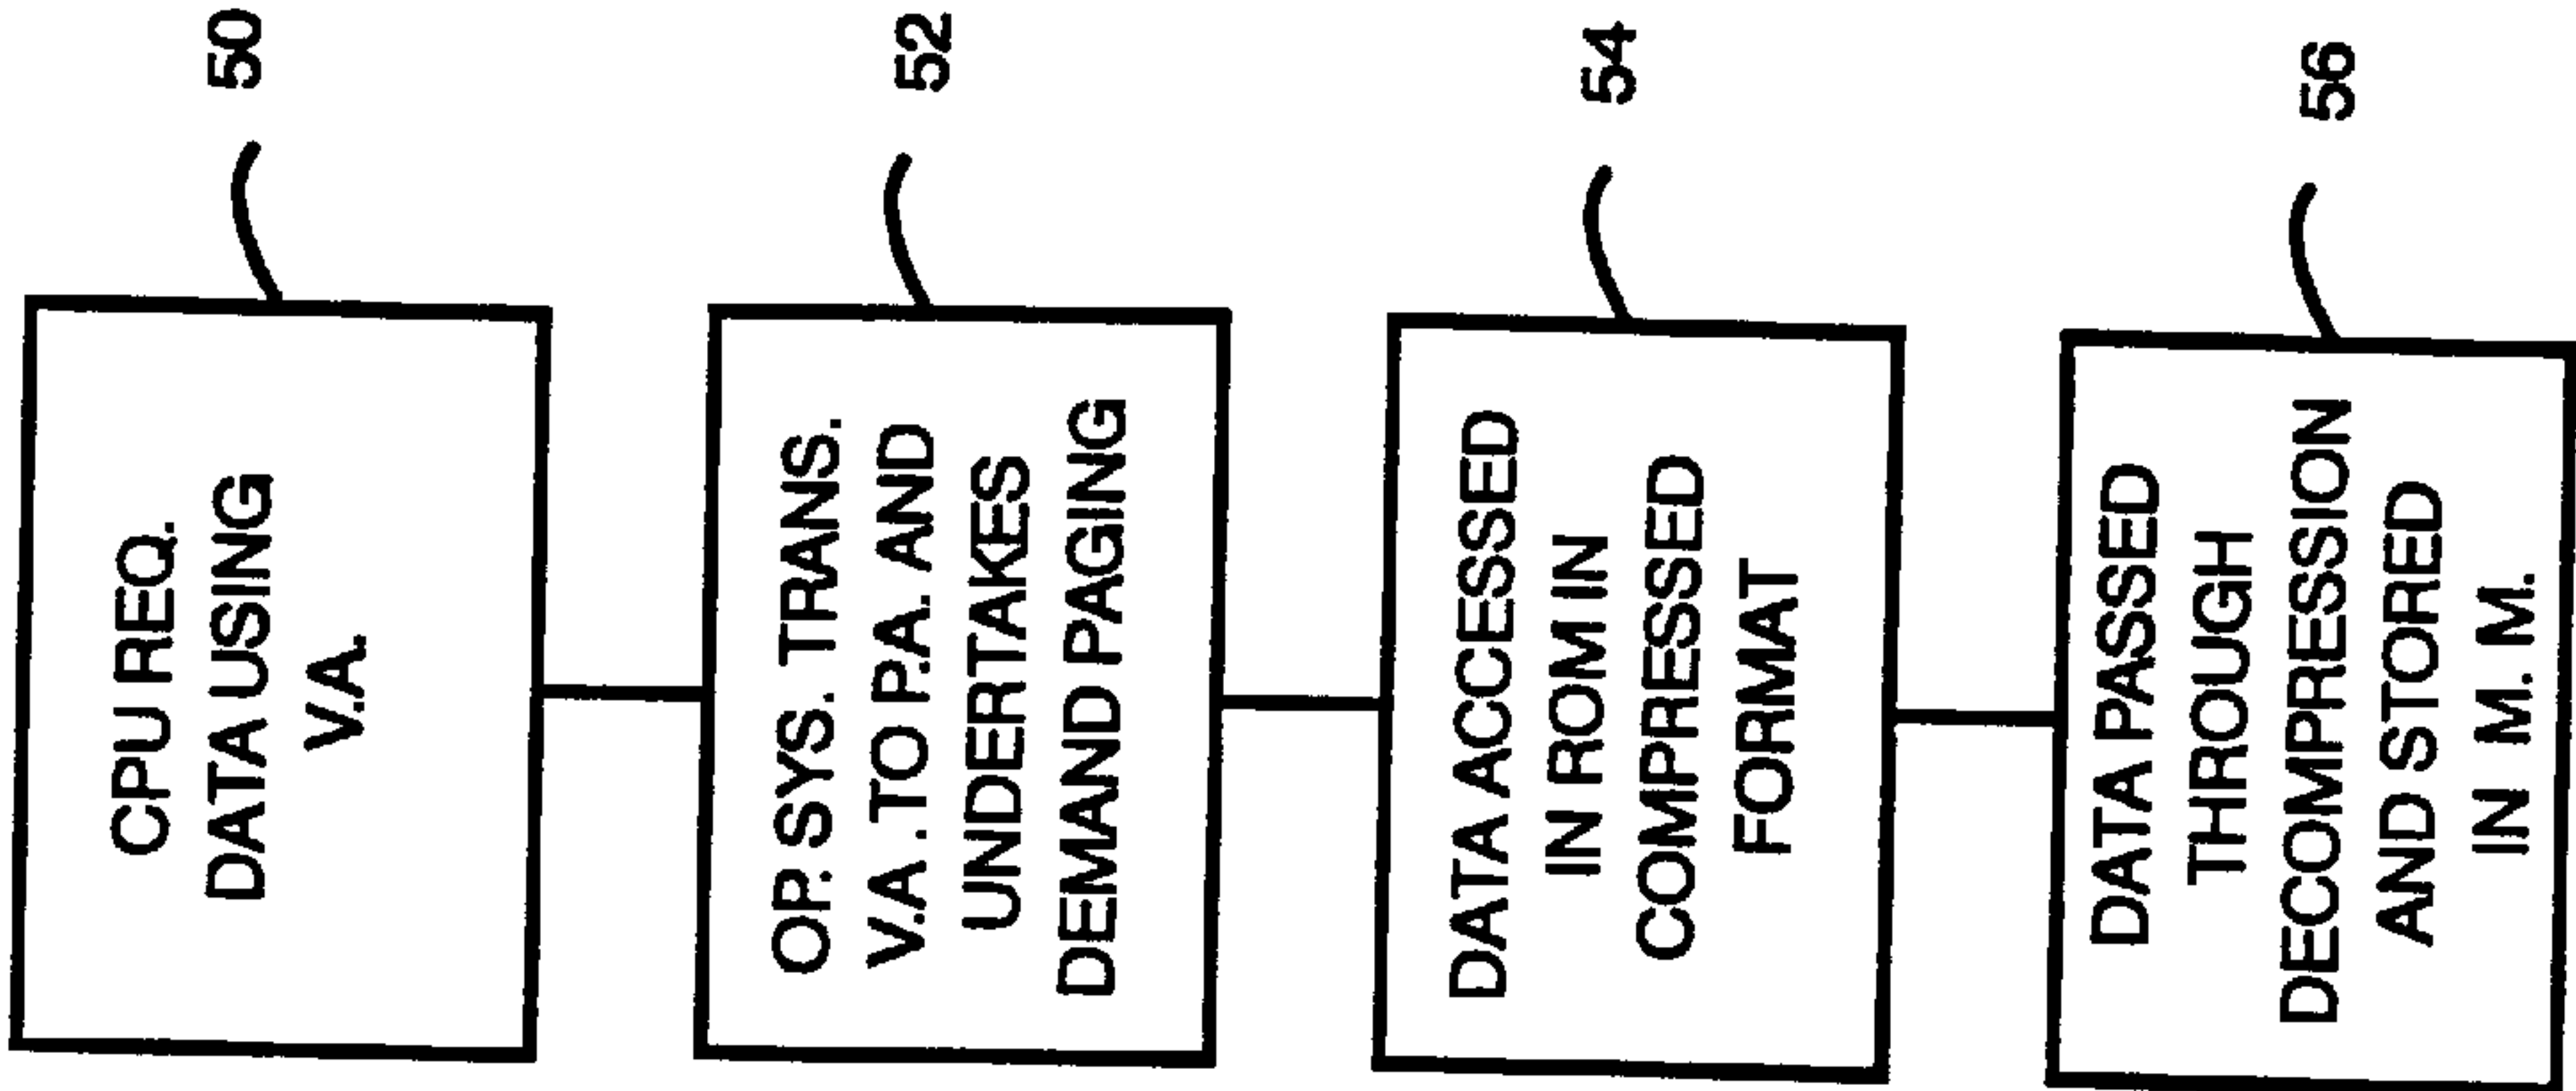 CPU REQ.
DATA USING
V.A.
50
OP. SYS. TRANS.
V.A .TO P.A. AND
UNDERTAKES
DEMAND PAGING
52
DATA ACCESSED
IN ROM IN
COMPRESSED
FORMAT
54
DATA PASSED
THROUGH
DECOMPRESSION
AND STORED
IN M. M.
56